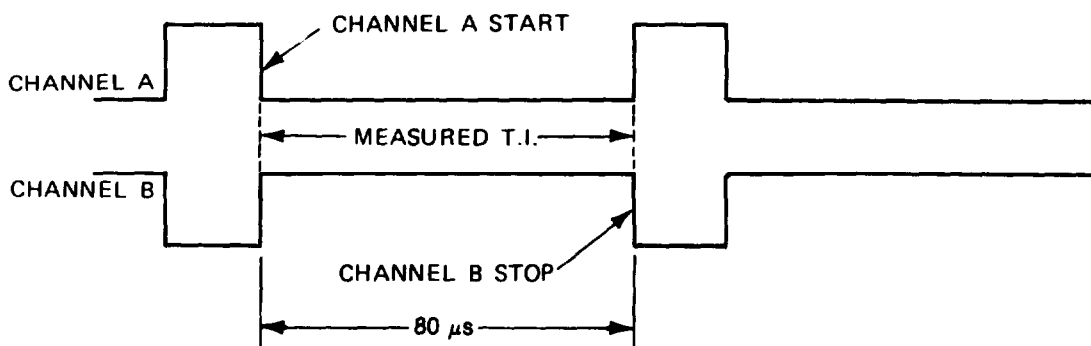 CHANNEL A START
CHANNEL A
MEASURED T.I.
CHANNEL B
CHANNEL B STOP
80 μs